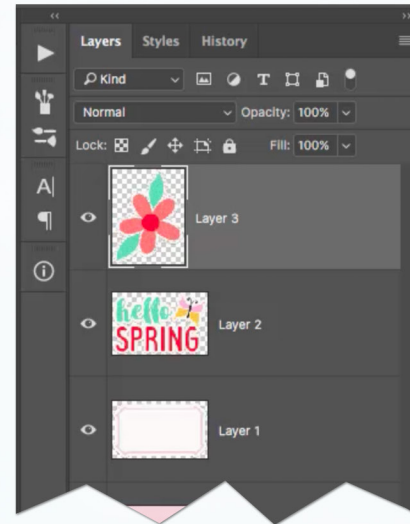 Layers Styles History
Kind
Normal Opacity: 100%
Lock: Fill: 100%
Layer 3
hello
SPRING
Layer 2
Layer 1